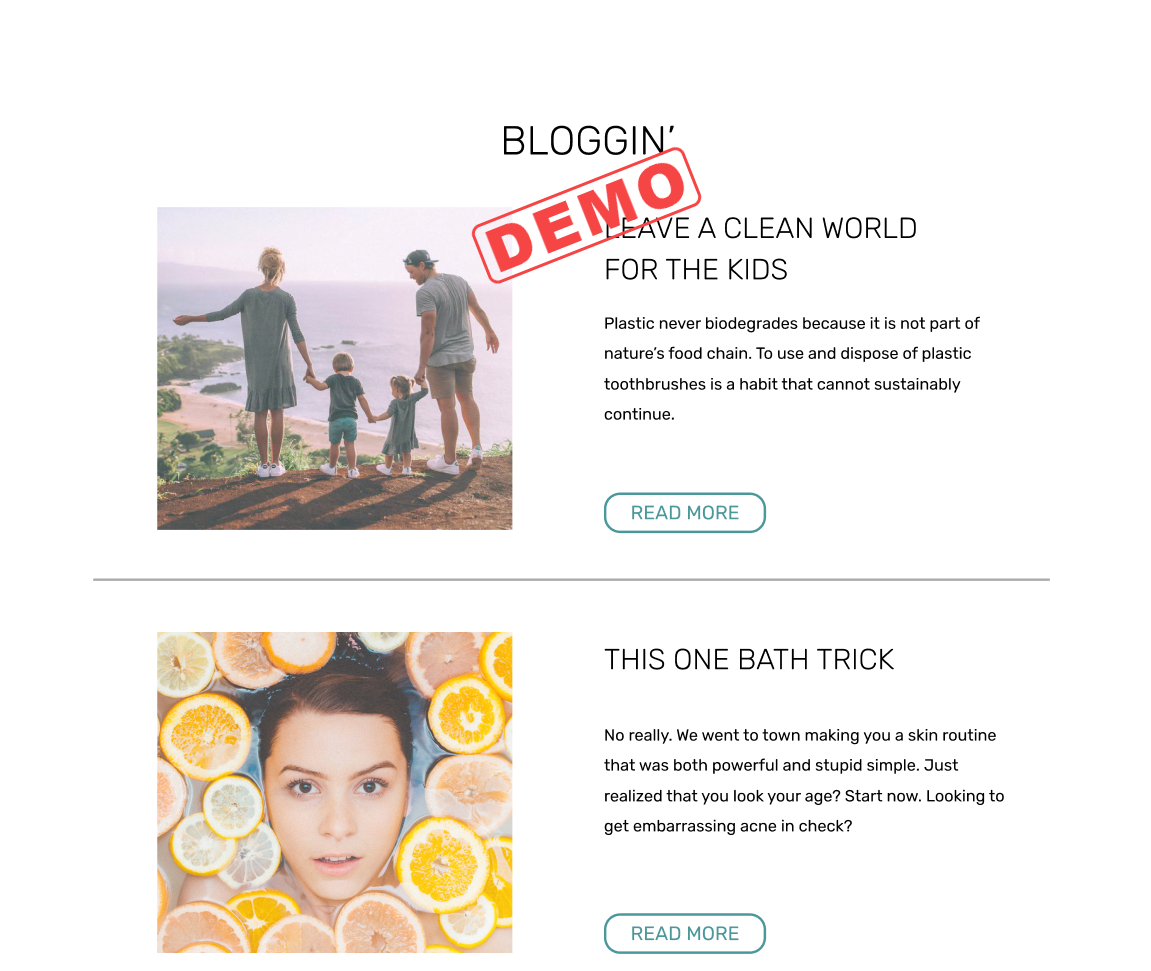 BLOGGIN’
DEMO
LEAVE A CLEAN WORLD
FOR THE KIDS
Plastic never biodegrades because it is not part of
nature’s food chain. To use and dispose of plastic
toothbrushes is a habit that cannot sustainably
continue.
READ MORE
THIS ONE BATH TRICK
No really. We went to town making you a skin routine
that was both powerful and stupid simple. Just
realized that you look your age? Start now. Looking to
get embarrassing acne in check?
READ MORE